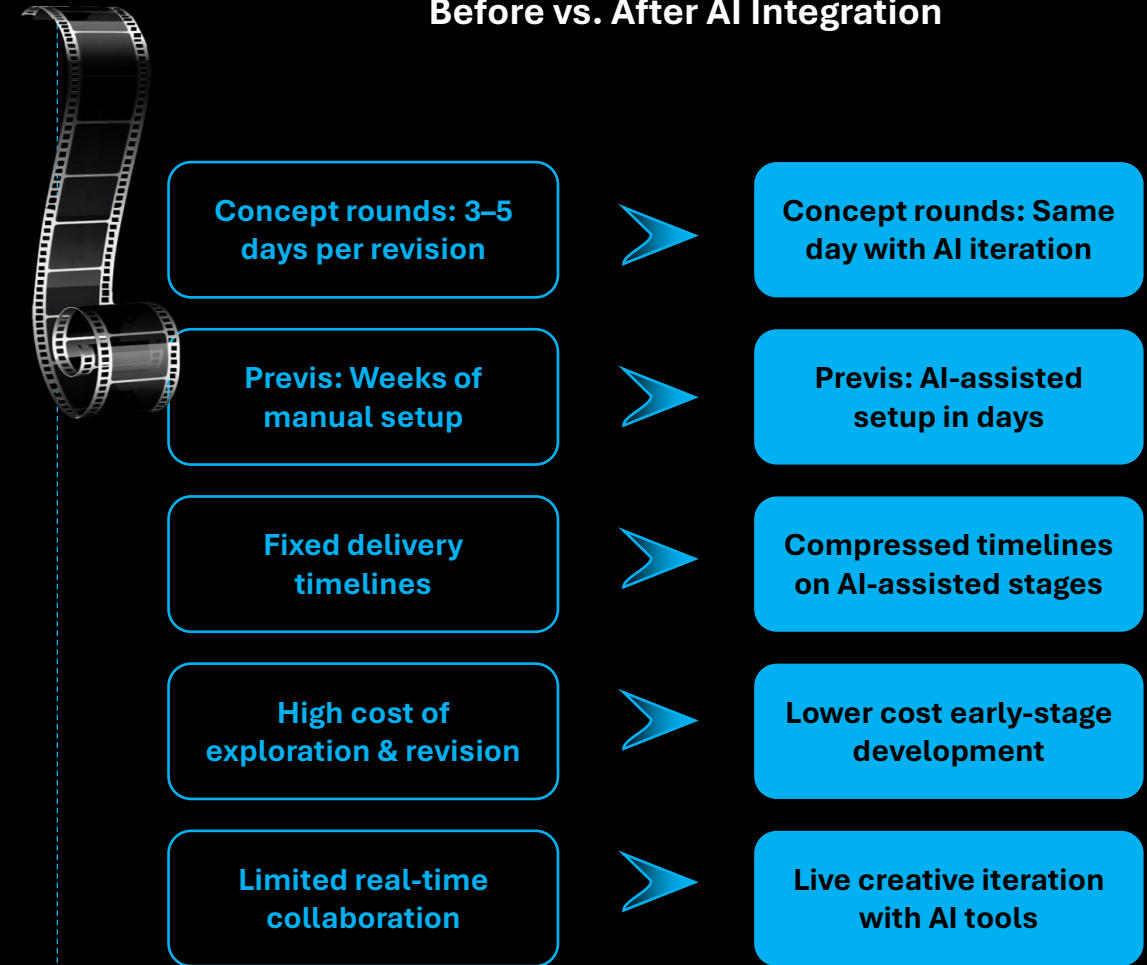 Before vs. After AI Integration
Concept rounds: 3–5
days per revision
Concept rounds: Same
day with AI iteration
Previs: Weeks of
manual setup
Previs: AI-assisted
setup in days
Fixed delivery
timelines
Compressed timelines
on AI-assisted stages
High cost of
exploration & revision
Lower cost early-stage
development
Limited real-time
collaboration
Live creative iteration
with AI tools